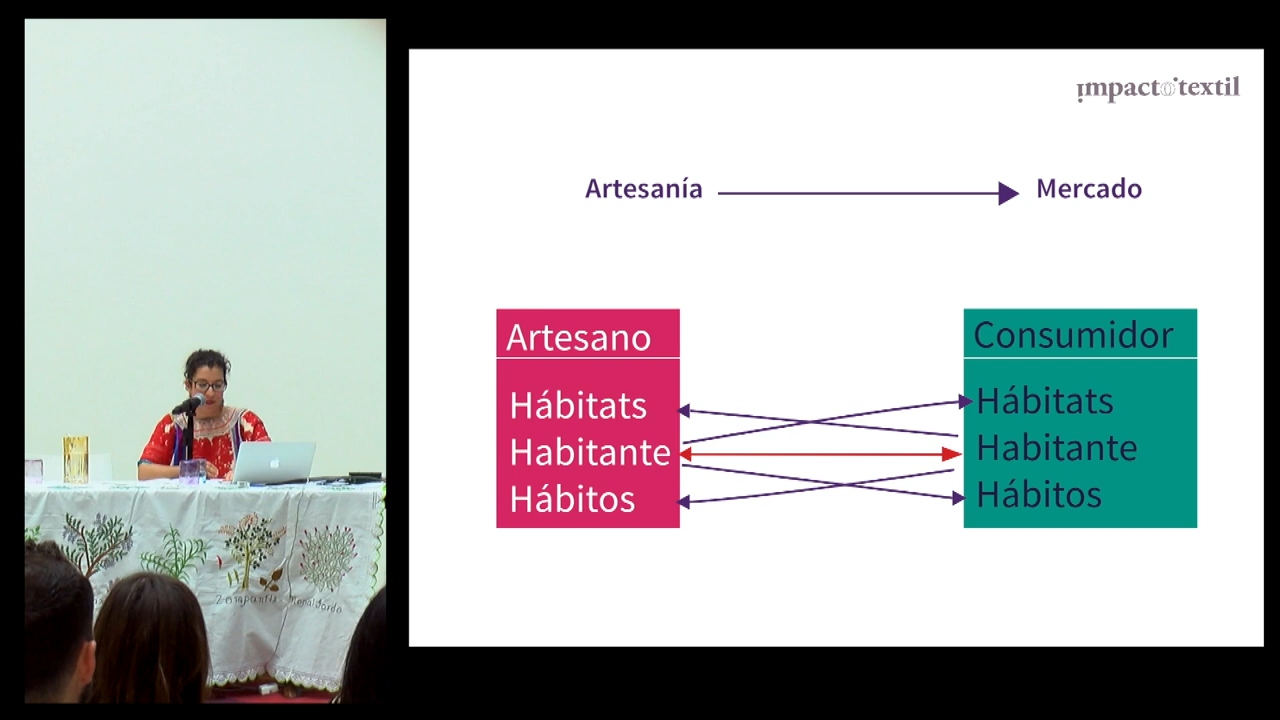 impacto textil
Artesanía
Mercado
Artesano
Hábitats
Habitante
Hábitos
Consumidor
Hábitats
Habitante
Hábitos